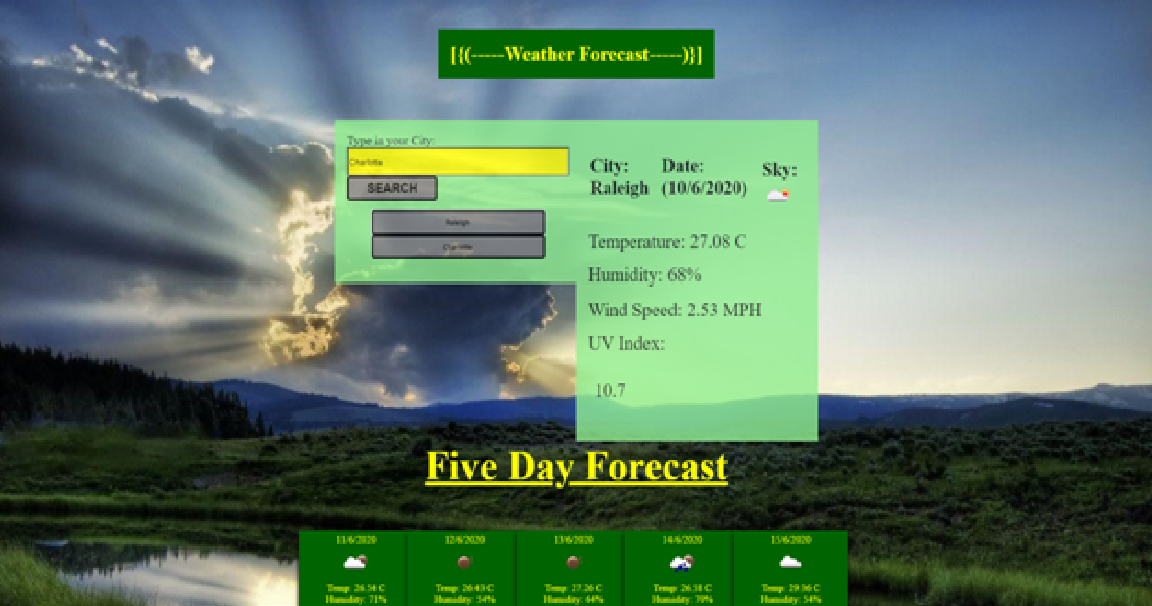 [{(-----Weather Forecast-----)}]
Type in your City:
Charlotte
SEARCH
Raleigh
Charlotte
City:
Raleigh
Date:
(10/6/2020)
Sky:
Temperature: 27.08 C
Humidity: 68%
Wind Speed: 2.53 MPH
UV Index:
10.7
Five Day Forecast
11/6/2020
Temp: 26.54 C
Humidity: 71%
12/6/2020
Temp: 26.43 C
Humidity: 54%
13/6/2020
Temp: 27.26 C
Humidity: 64%
14/6/2020
Temp: 26.51 C
Humidity: 70%
15/6/2020
Temp: 29.36 C
Humidity: 54%